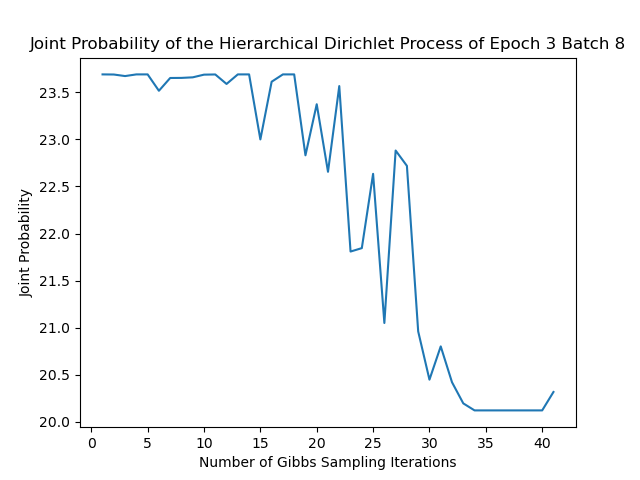 Joint Probability of the Hierarchical Dirichlet Process of Epoch 3 Batch 8
23.5
23.0
22.5
22.0
21.5
21.0
20.5
20.0
Joint Probability
0 5 10 15 20 25 30 35 40
Number of Gibbs Sampling Iterations